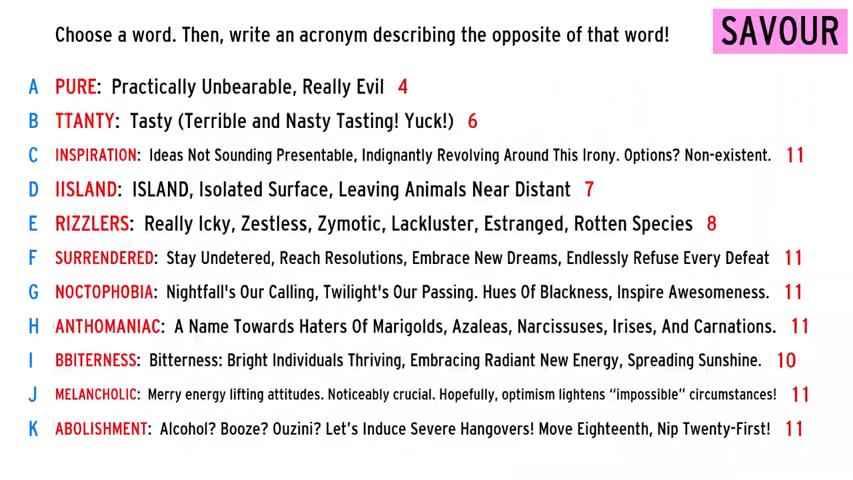 Choose a word. Then, write an acronym describing the opposite of that word!
SAVOUR
A PURE: Practically Unbearable, Really Evil 4
B TTANTY: Tasty (Terrible and Nasty Tasting! Yuck!) 6
C INSPIRATION: Ideas Not Sounding Presentable, Indignantly Revolving Around This Irony. Options? Non-existent. 11
D IISLAND: ISLAND, Isolated Surface, Leaving Animals Near Distant 7
E RIZZLERS: Really Icky, Zestless, Zymotic, Lackluster, Estranged, Rotten Species 8
F SURRENDERED: Stay Undetered, Reach Resolutions, Embrace New Dreams, Endlessly Refuse Every Defeat 11
G NOCTOPHOBIA: Nightfall's Our Calling, Twilight's Our Passing. Hues Of Blackness, Inspire Awesomeness. 11
H ANTHOMANIAC: A Name Towards Haters Of Marigolds, Azaleas, Narcissuses, Irises, And Carnations. 11
I BBITERNESS: Bitterness: Bright Individuals Thriving, Embracing Radiant New Energy, Spreading Sunshine. 10
J MELANCHOLIC: Merry energy lifting attitudes. Noticeably crucial. Hopefully, optimism lightens “impossible” circumstances! 11
K ABOLISHMENT: Alcohol? Booze? Ouzini? Let's Induce Severe Hangovers! Move Eighteenth, Nip Twenty-First! 11